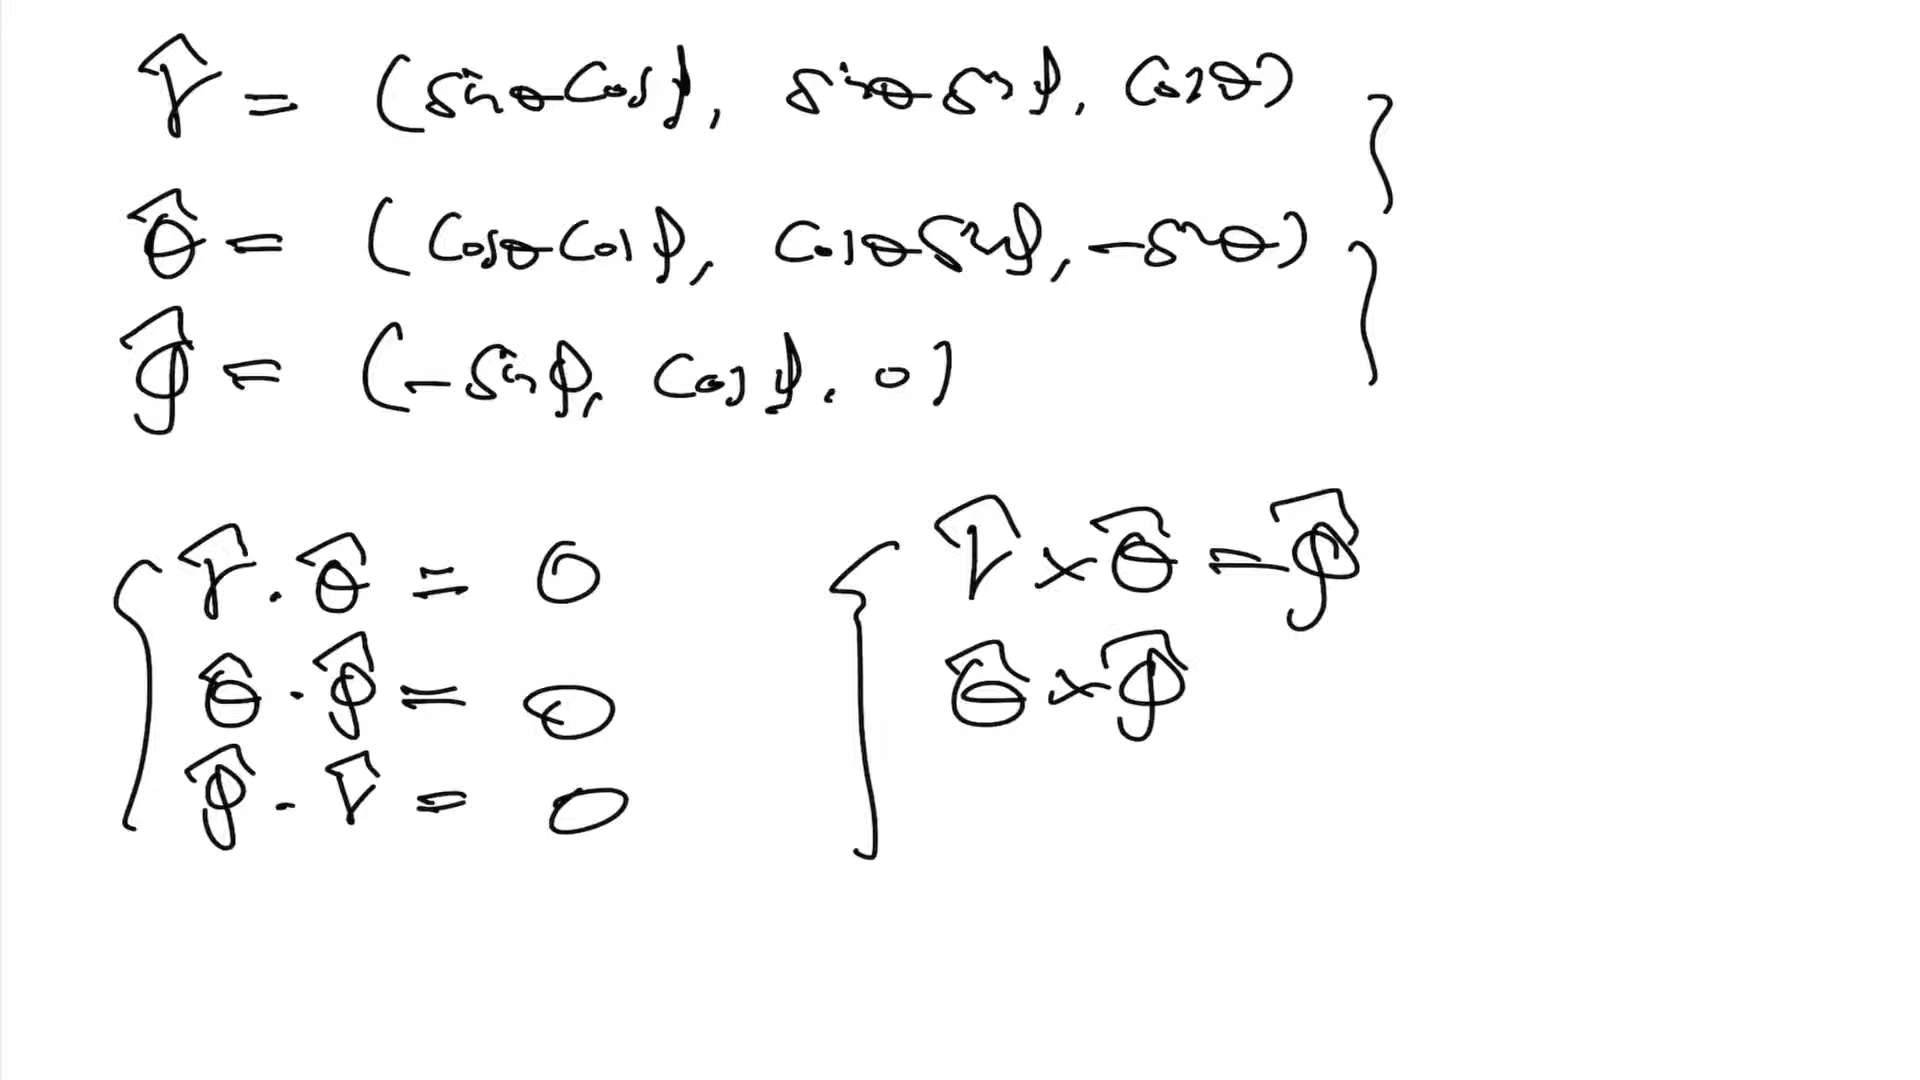 r̂ = (sinθ cosφ, sinθ sinφ, cosθ)
θ̂ = (cosθ cosφ, cosθ sinφ, -sinθ)
φ̂ = (-sinφ, cosφ, 0)
r̂ · θ̂ = 0
θ̂ · φ̂ = 0
φ̂ · r̂ = 0
r̂ × θ̂ = φ̂
θ̂ × φ̂